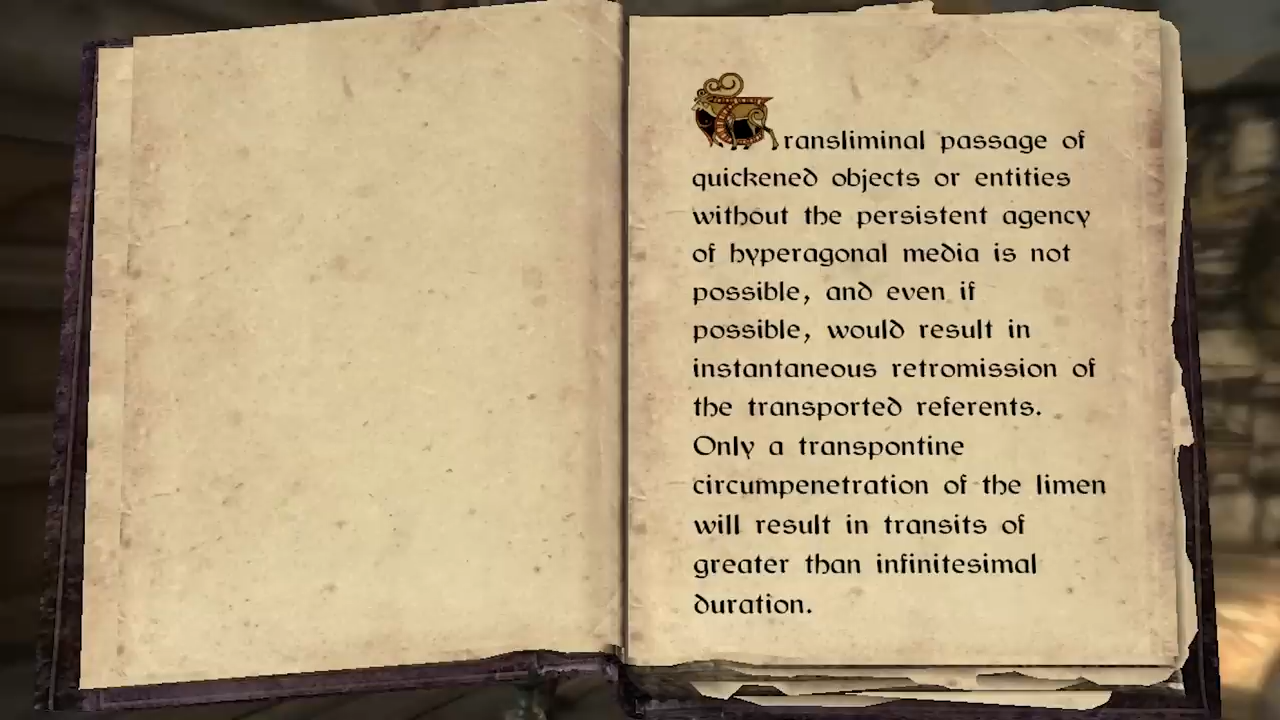 Transliminal passage of
quickened objects or entities
without the persistent agency
of hyperagonal media is not
possible, and even if
possible, would result in
instantaneous retromission of
the transported referents.
Only a transpontine
circumpenetration of the limen
will result in transits of
greater than infinitesimal
duration.